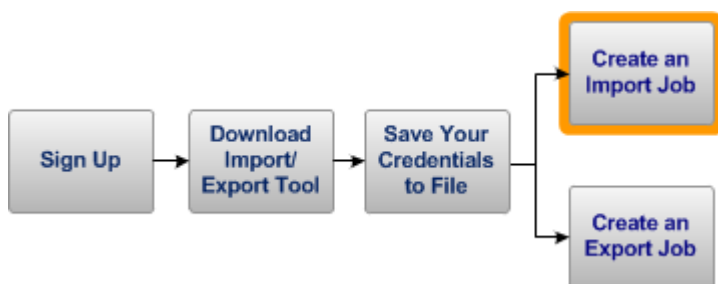 Sign Up
Download
Import/
Export Tool
Save Your
Credentials
to File
Create an
Import Job
Create an
Export Job